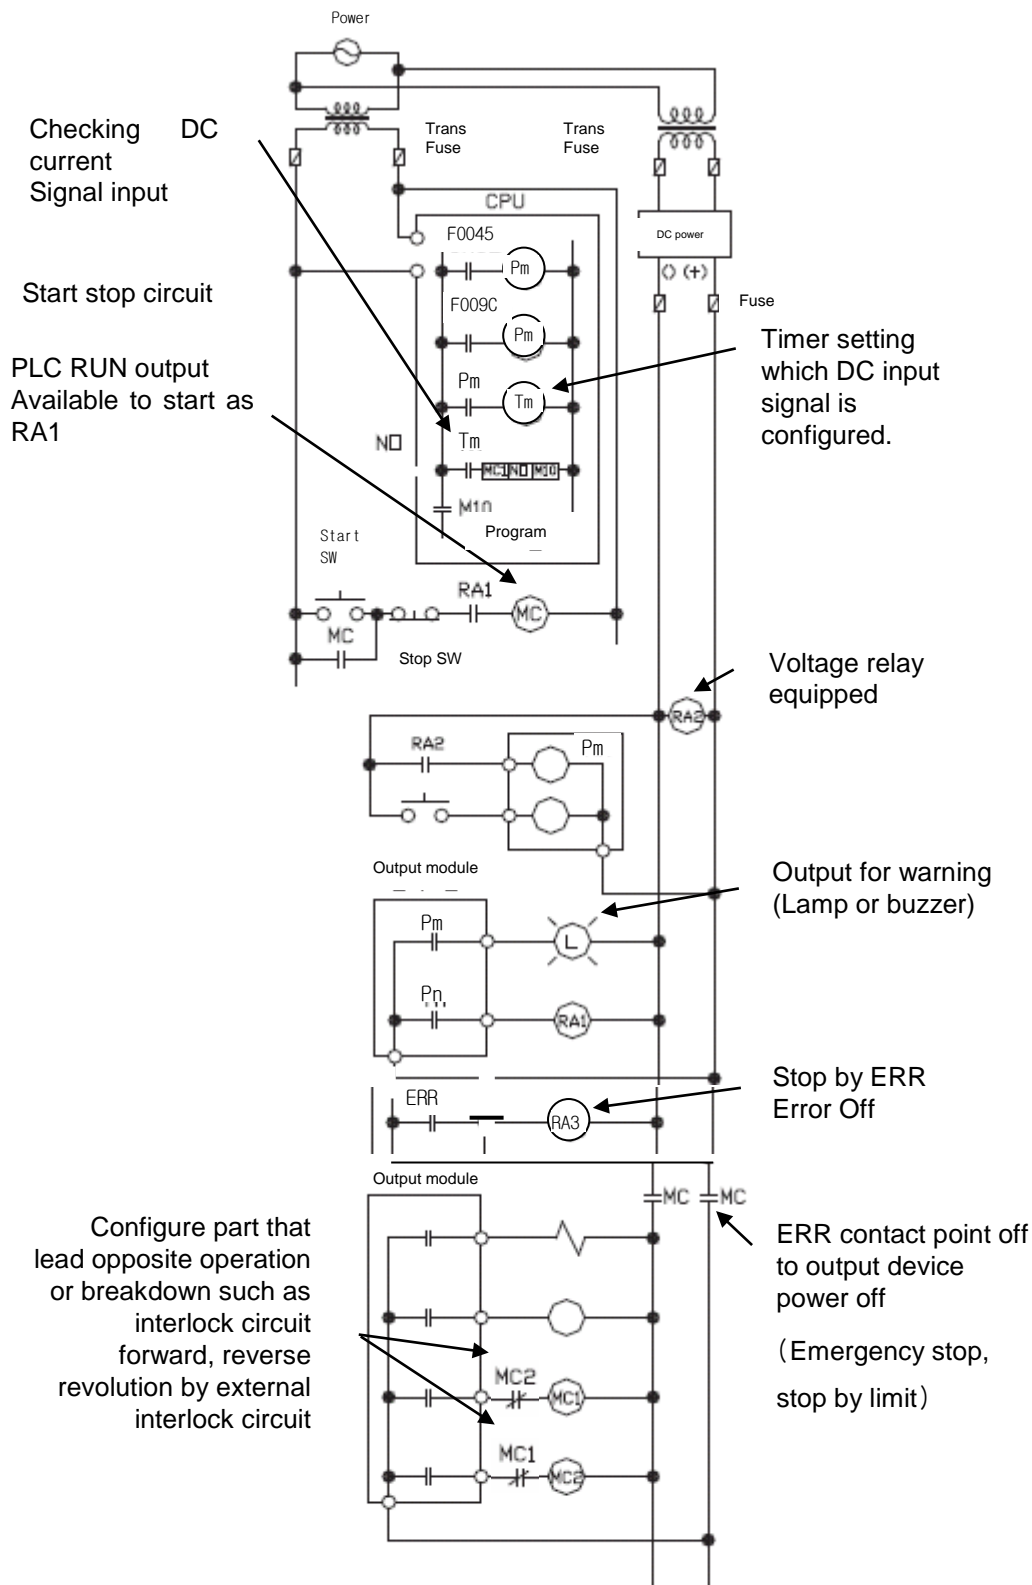 Power
Checking DC
current
Signal input
Trans
Fuse
Trans
Fuse
CPU
F0045
Pm
DC power
() (+)
Start stop circuit
F009C
Pm
Fuse
PLC RUN output
Available to start as
RA1
Pm
Tm
Timer setting
which DC input
signal is
configured.
NO
Tm
MC1 NO M10
M10
Program
Start
SW
RA1
MC
MC
Stop SW
Voltage relay
equipped
RA2
RA2
Pm
Output module
Output for warning
(Lamp or buzzer)
Pm
L
Pn
RA1
Stop by ERR
Error Off
ERR
RA3
Output module
MC
MC
Configure part that
lead opposite operation
or breakdown such as
interlock circuit
forward, reverse
revolution by external
interlock circuit
ERR contact point off
to output device
power off
(Emergency stop,
stop by limit)
MC2
MC1
MC1
MC2